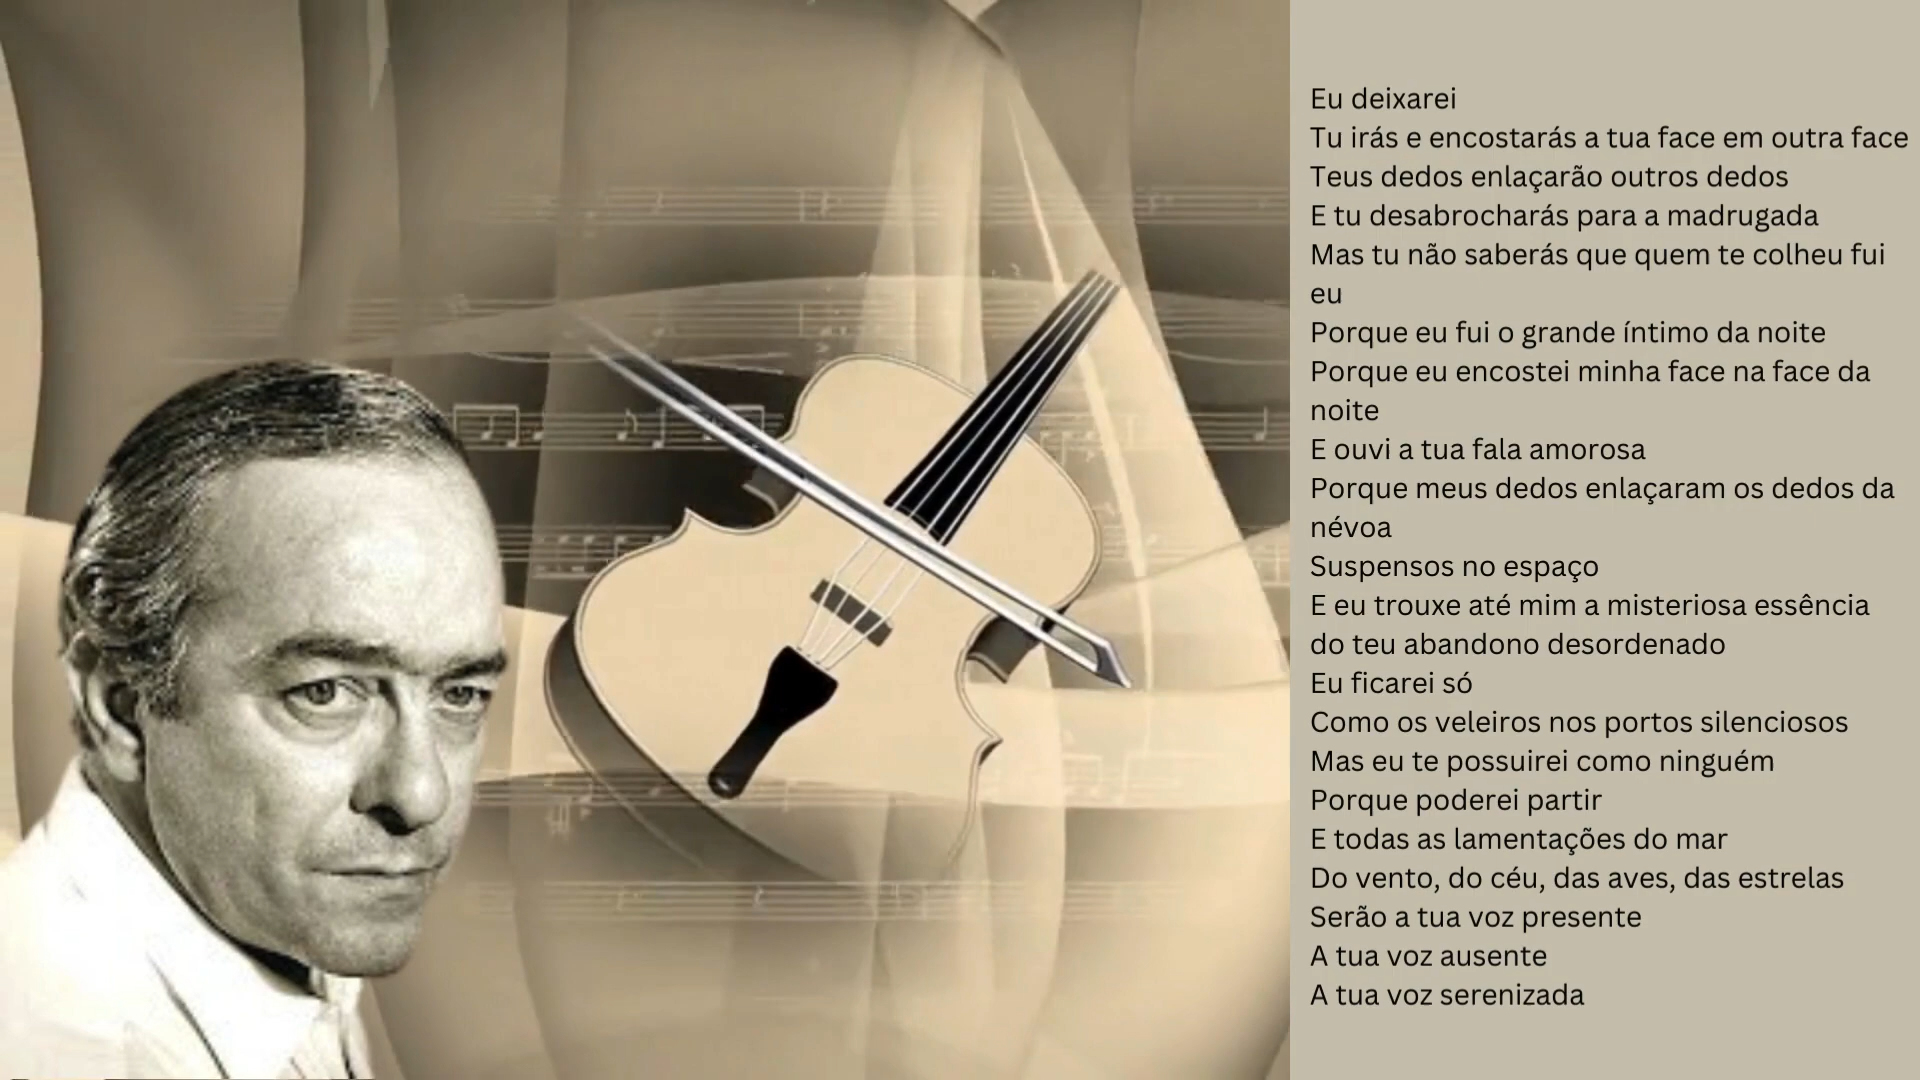 Eu deixarei
Tu irás e encostarás a tua face em outra face
Teus dedos enlaçarão outros dedos
E tu desabrocharás para a madrugada
Mas tu não saberás que quem te colheu fui
eu
Porque eu fui o grande íntimo da noite
Porque eu encostei minha face na face da
noite
E ouvi a tua fala amorosa
Porque meus dedos enlaçaram os dedos da
névoa
Suspensos no espaço
E eu trouxe até mim a misteriosa essência
do teu abandono desordenado
Eu ficarei só
Como os veleiros nos portos silenciosos
Mas eu te possuirei como ninguém
Porque poderei partir
E todas as lamentações do mar
Do vento, do céu, das aves, das estrelas
Serão a tua voz presente
A tua voz ausente
A tua voz serenizada